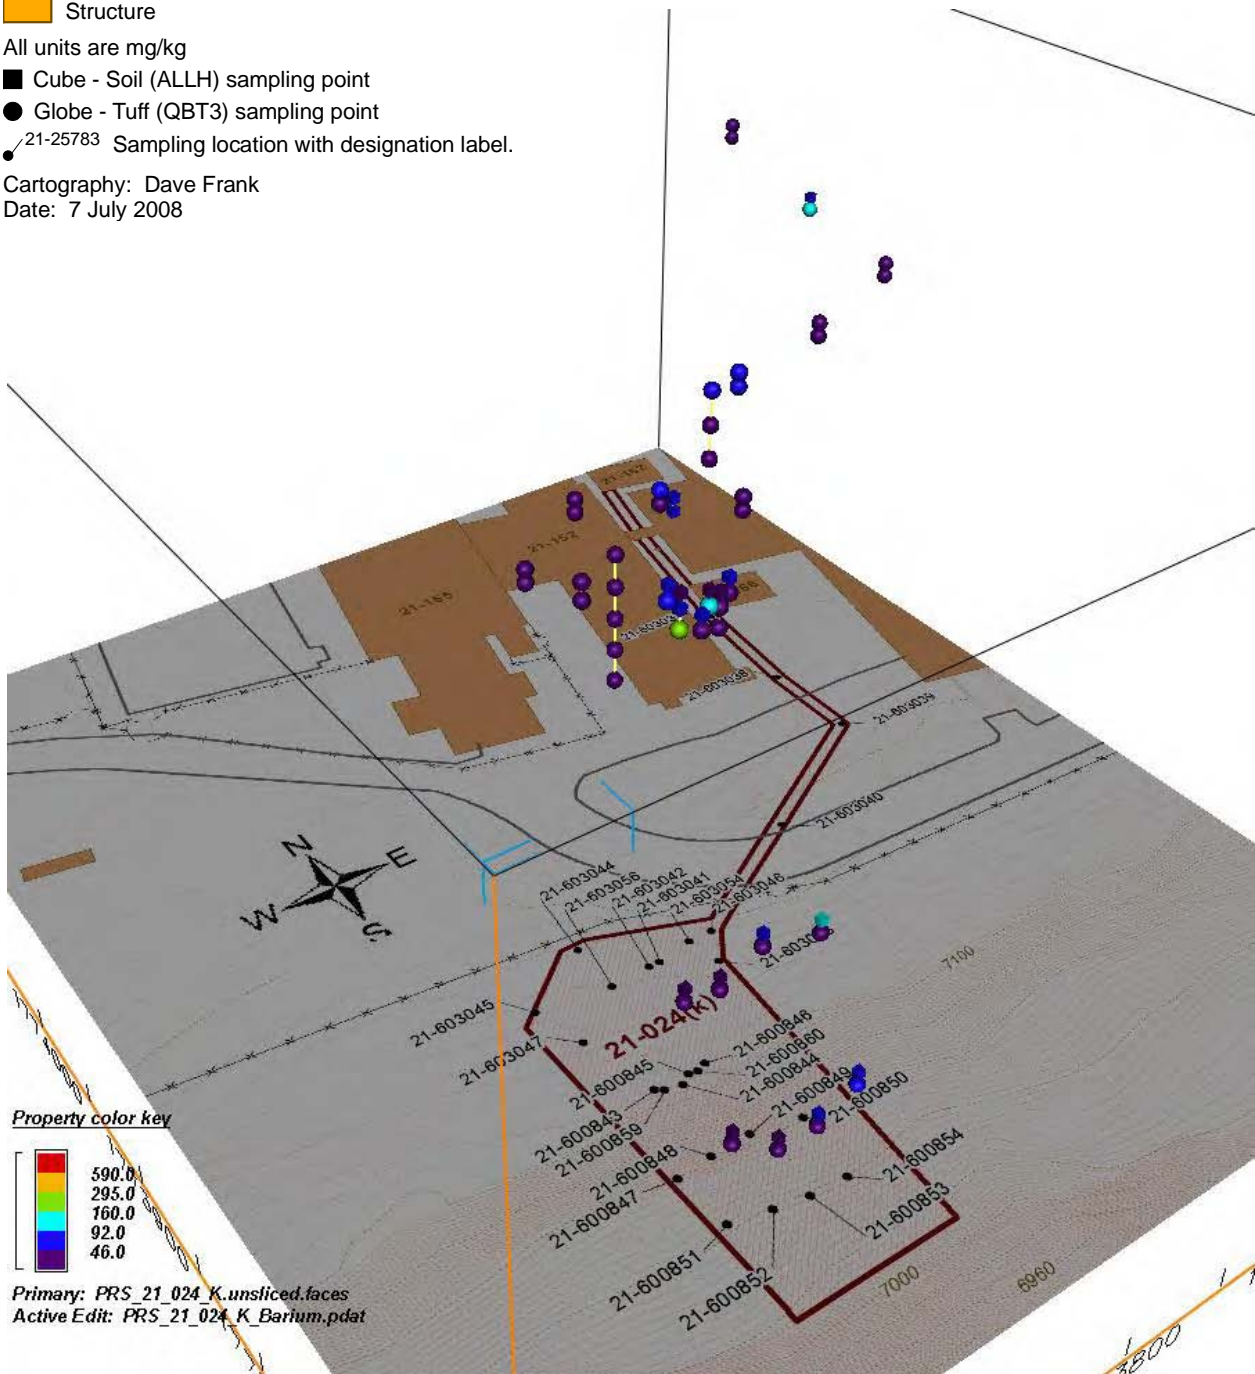 Structure
All units are mg/kg
Cube - Soil (ALLH) sampling point
Globe - Tuff (QBT3) sampling point
21-25783 Sampling location with designation label.
Cartography: Dave Frank
Date: 7 July 2008
21-152
21-603038
21-603039
21-603040
N
E
W
S
21-603044
21-603056
21-603042
21-603041
21-603054
21-603046
7100
21-603045
21-603047
21-024(k)
21-600846
21-600860
21-600845
21-600844
21-600849
21-600850
21-600843
21-600859
21-600848
21-600854
21-600847
21-600853
21-600851
21-600852
7000
6960
3800
Property color key
590.0
295.0
160.0
92.0
46.0
Primary: PRS_21_024_K.unsliced.faces
Active Edit: PRS_21_024_K_Barium.pdat